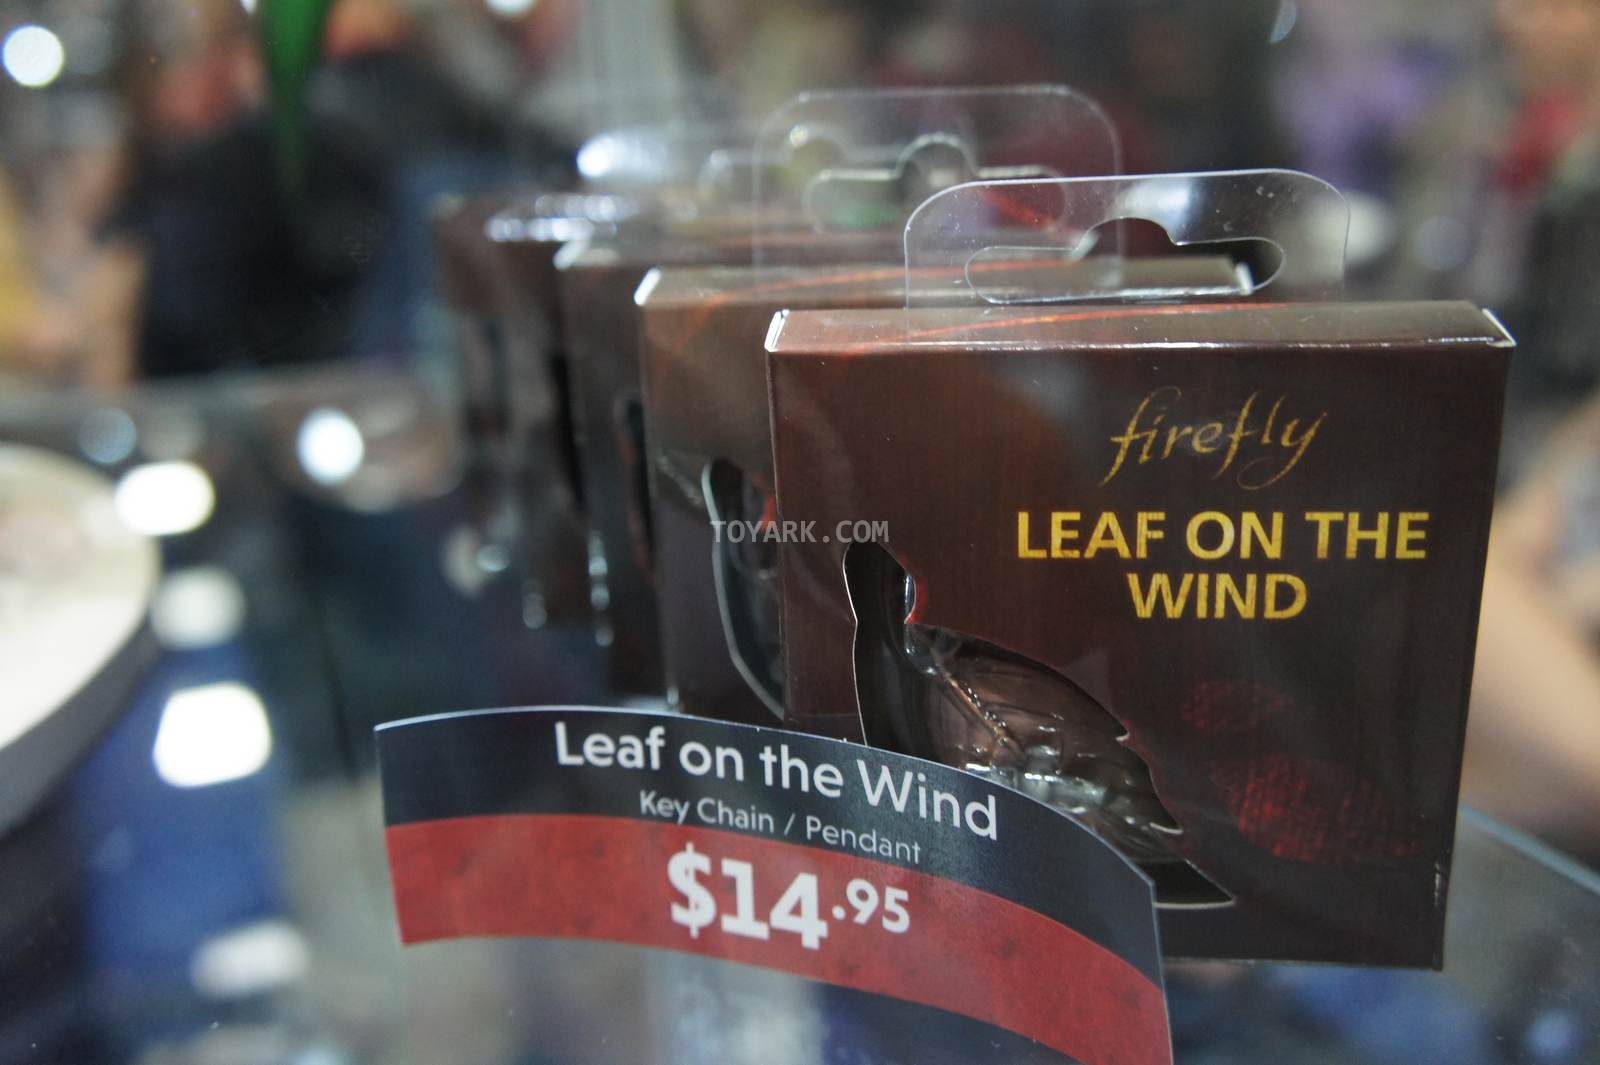 firefly
LEAF ON THE
WIND
TOYARK.COM
Leaf on the Wind
Key Chain / Pendant
$14.95